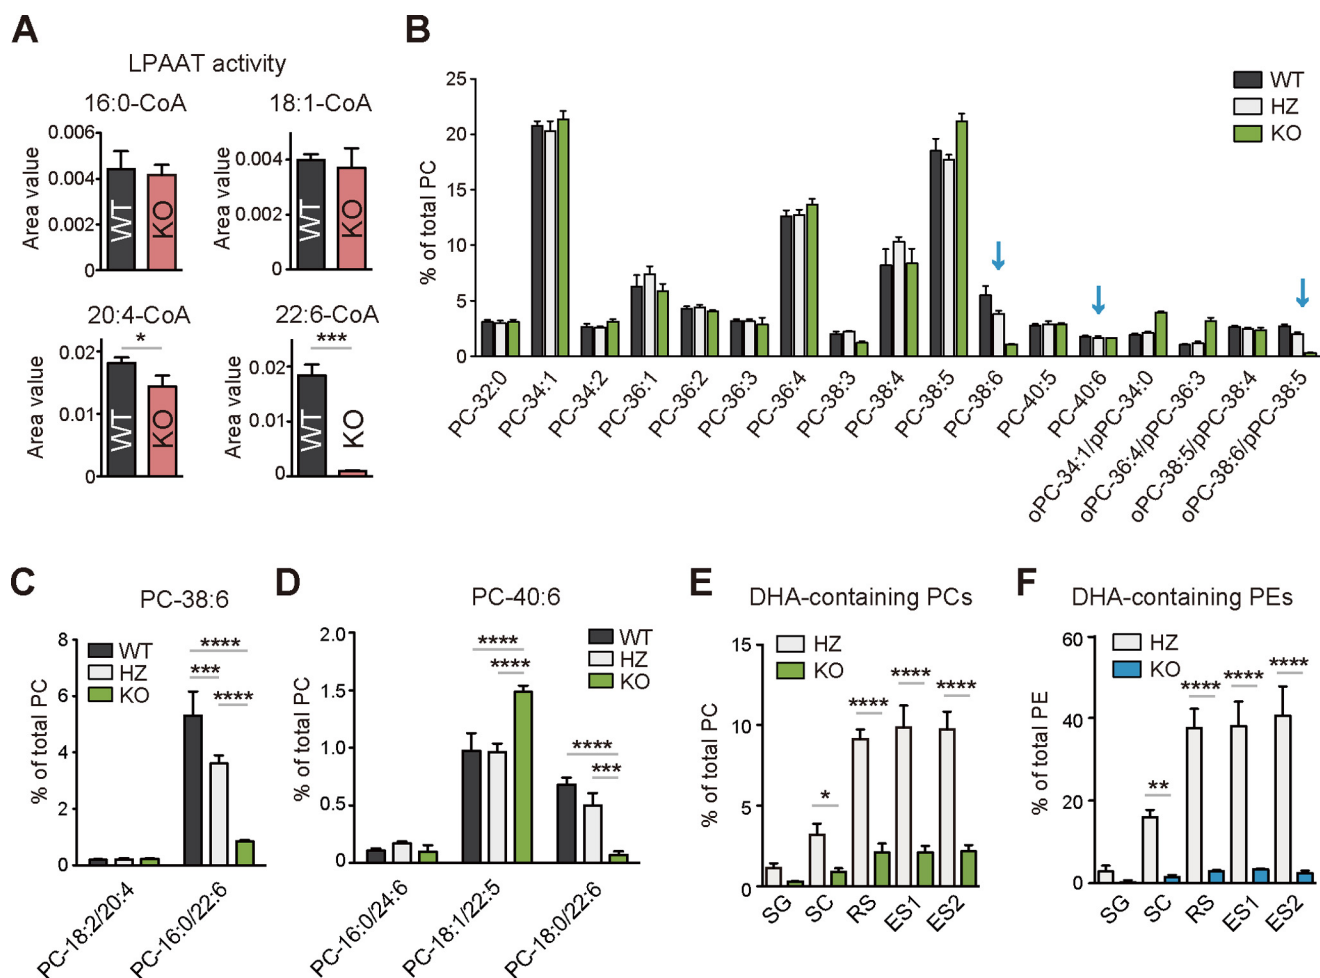 A
LPAAT activity
16:0-CoA
18:1-CoA
Area value
0.006
0.004
0.002
0
WT
KO
Area value
0.004
0.002
0
WT
KO
20:4-CoA
22:6-CoA
Area value
0.02
0.01
0
*
WT
KO
Area value
0.02
0.01
0
***
WT
KO
B
% of total PC
25
20
15
10
5
0
WT
HZ
KO
PC-32:0
PC-34:1
PC-34:2
PC-36:1
PC-36:2
PC-36:3
PC-36:4
PC-38:3
PC-38:4
PC-38:5
PC-38:6
PC-40:5
PC-40:6
oPC-34:1/pPC-34:0
oPC-36:4/pPC-36:3
oPC-38:5/pPC-38:4
oPC-38:6/pPC-38:5
C
PC-38:6
% of total PC
8
6
4
2
0
WT
HZ
KO
****
***
****
PC-18:2/20:4
PC-16:0/22:6
D
PC-40:6
% of total PC
2.0
1.5
1.0
0.5
0
WT
HZ
KO
****
****
****
***
PC-16:0/24:6
PC-18:1/22:5
PC-18:0/22:6
E
DHA-containing PCs
% of total PC
15
10
5
0
HZ
KO
*
****
****
****
SG
SC
RS
ES1
ES2
F
DHA-containing PEs
% of total PE
60
40
20
0
HZ
KO
**
****
****
****
SG
SC
RS
ES1
ES2